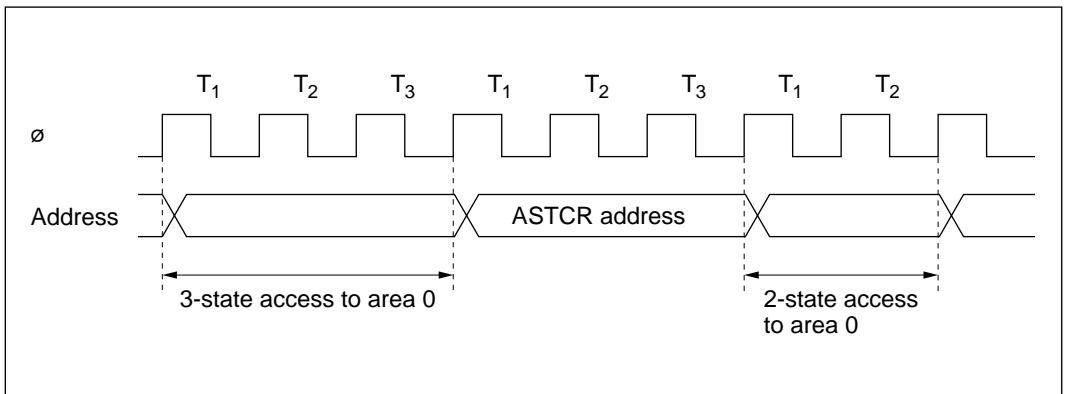 T₁ T₂ T₃ T₁ T₂ T₃ T₁ T₂
ø
Address ASTCR address
3-state access to area 0
2-state access
to area 0